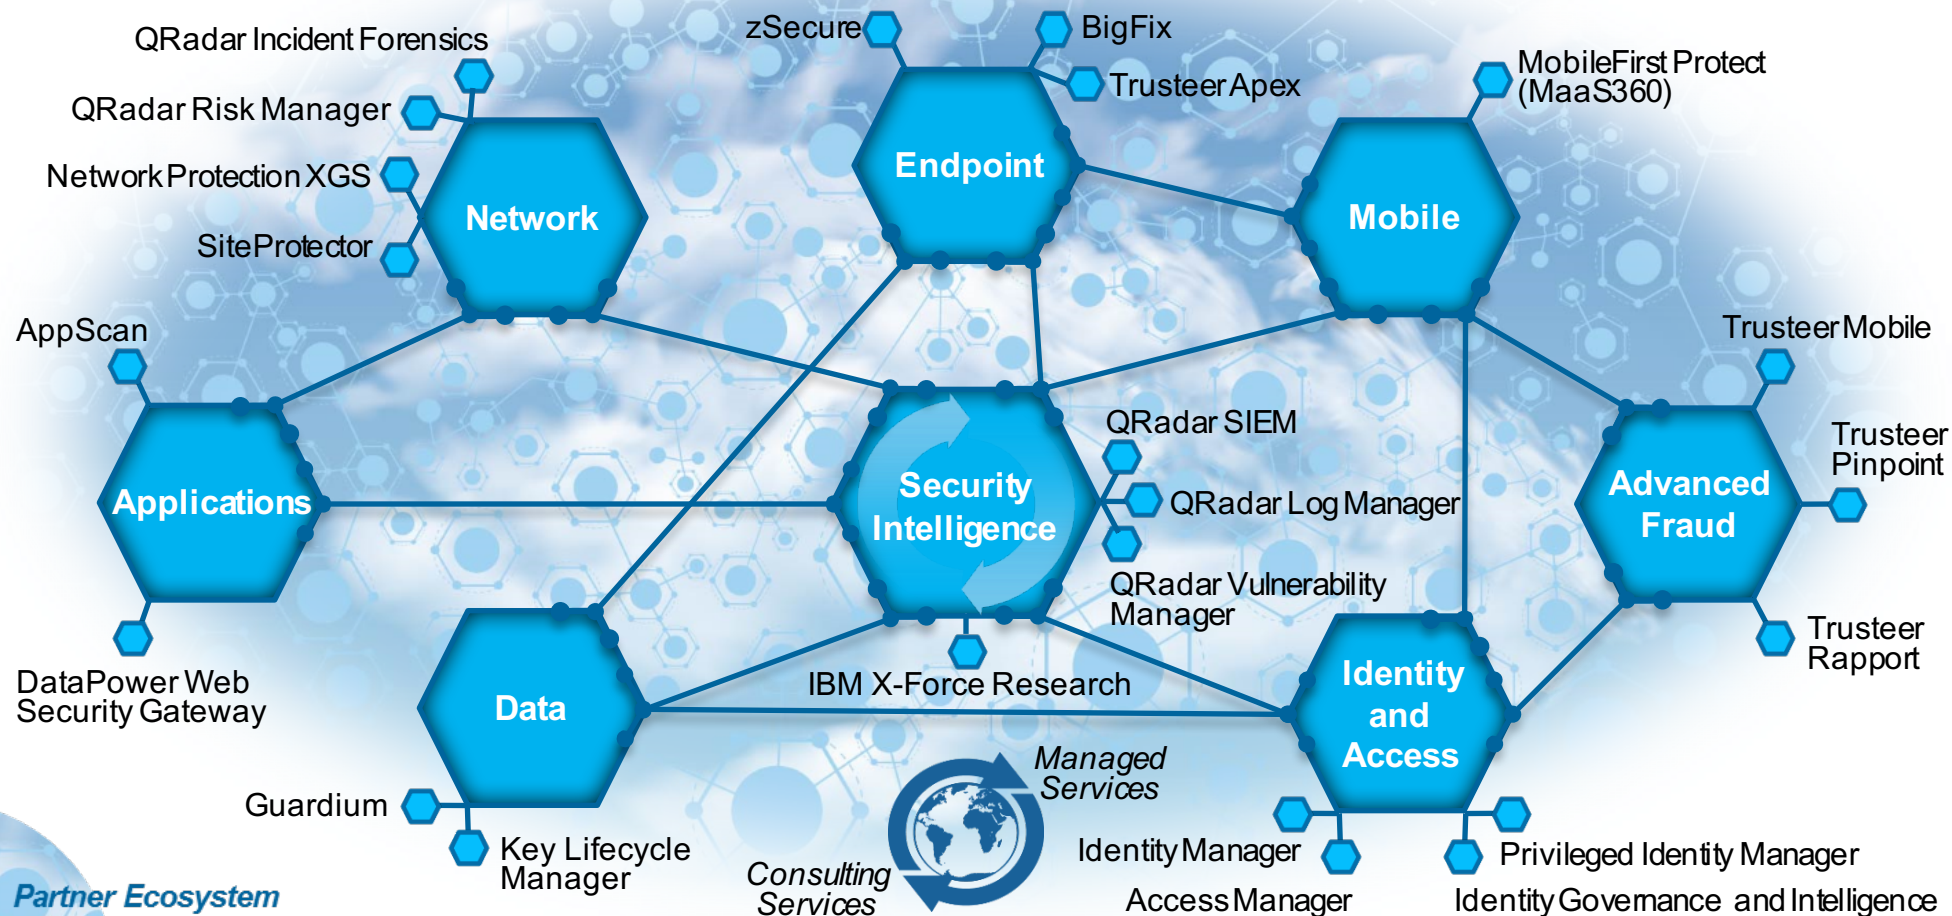 QRadar Incident Forensics
QRadar Risk Manager
Network Protection XGS
SiteProtector
Network
zSecure
BigFix
Trusteer Apex
Endpoint
MobileFirst Protect
(MaaS360)
Mobile
AppScan
Applications
DataPower Web
Security Gateway
Security
Intelligence
QRadar SIEM
QRadar Log Manager
QRadar Vulnerability
Manager
IBM X-Force Research
Trusteer Mobile
Trusteer
Pinpoint
Advanced
Fraud
Trusteer
Rapport
Data
Guardium
Key Lifecycle
Manager
Identity
and
Access
Identity Manager
Access Manager
Privileged Identity Manager
Identity Governance and Intelligence
Managed
Services
Consulting
Services
Partner Ecosystem